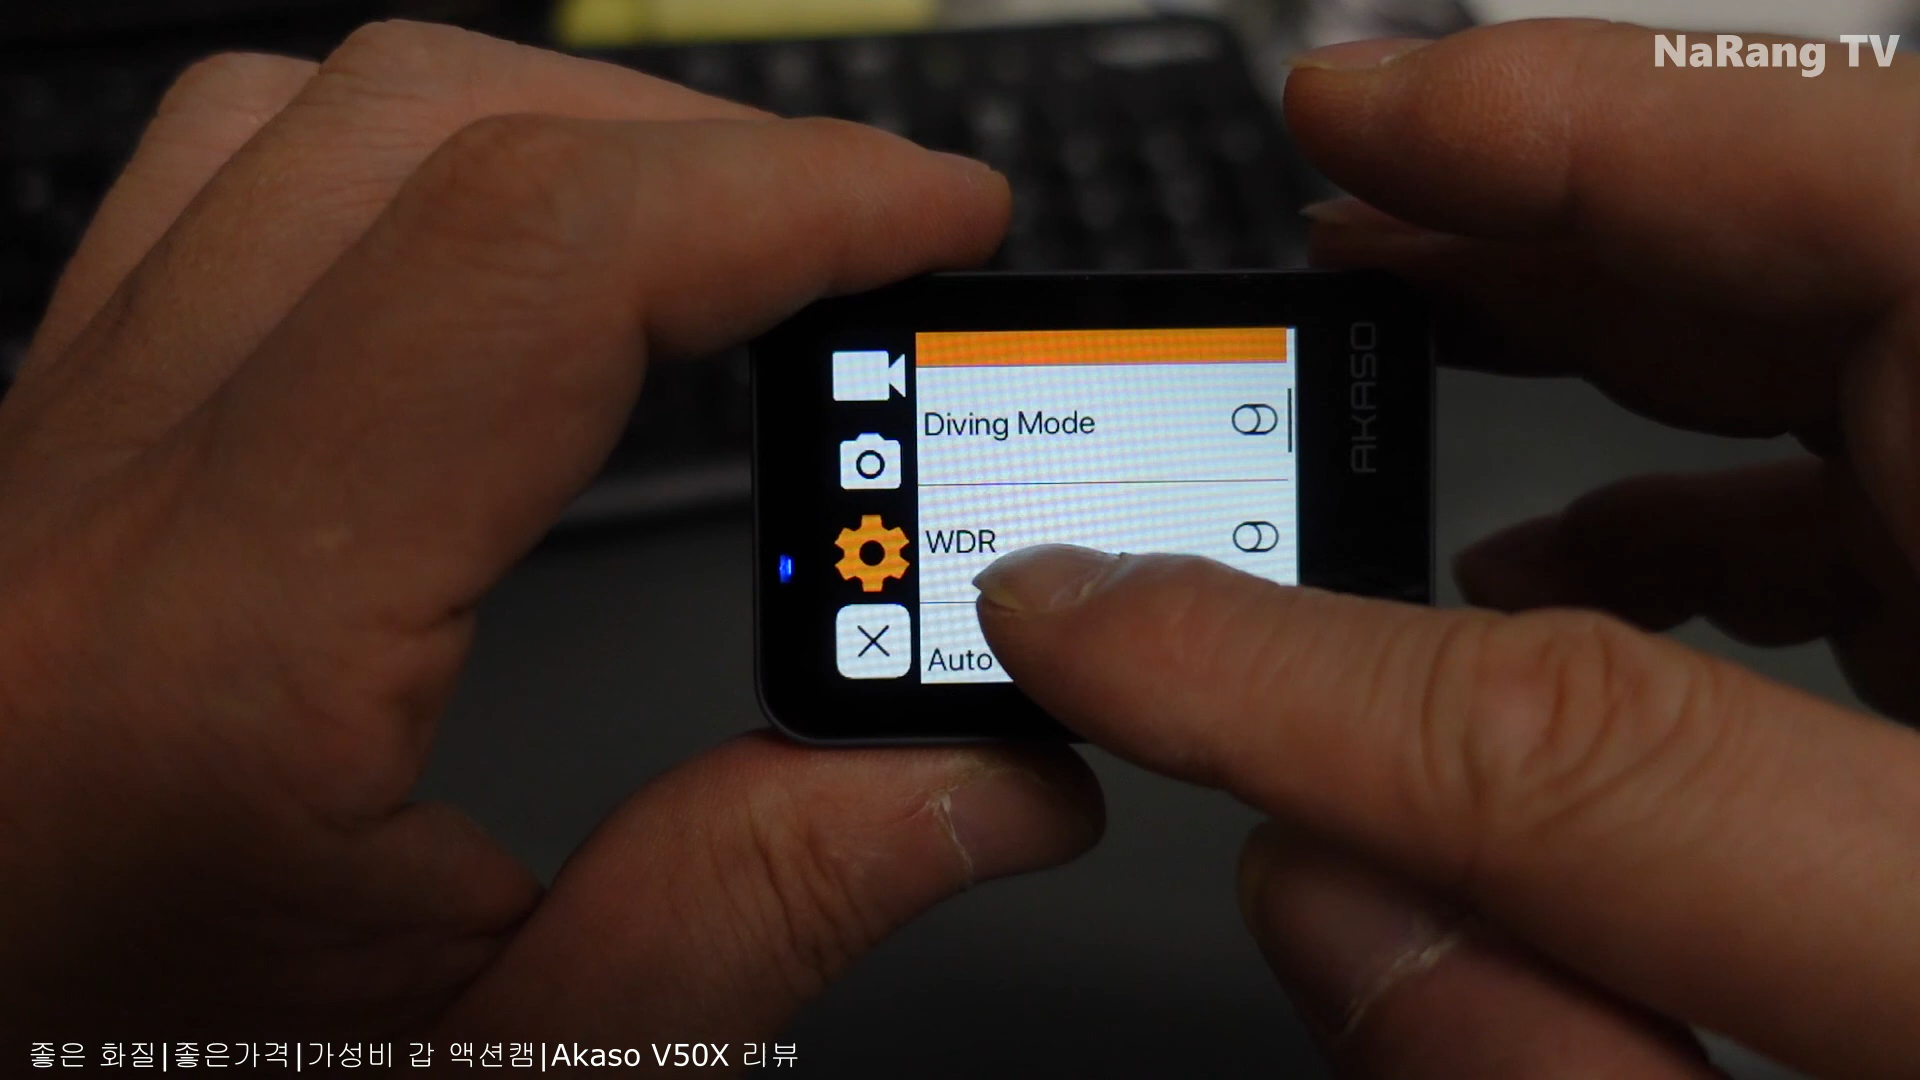 NaRang TV
AKASO
Diving Mode
WDR
Auto
좋은 화질|좋은가격|가성비 갑 액션캠|Akaso V50X 리뷰